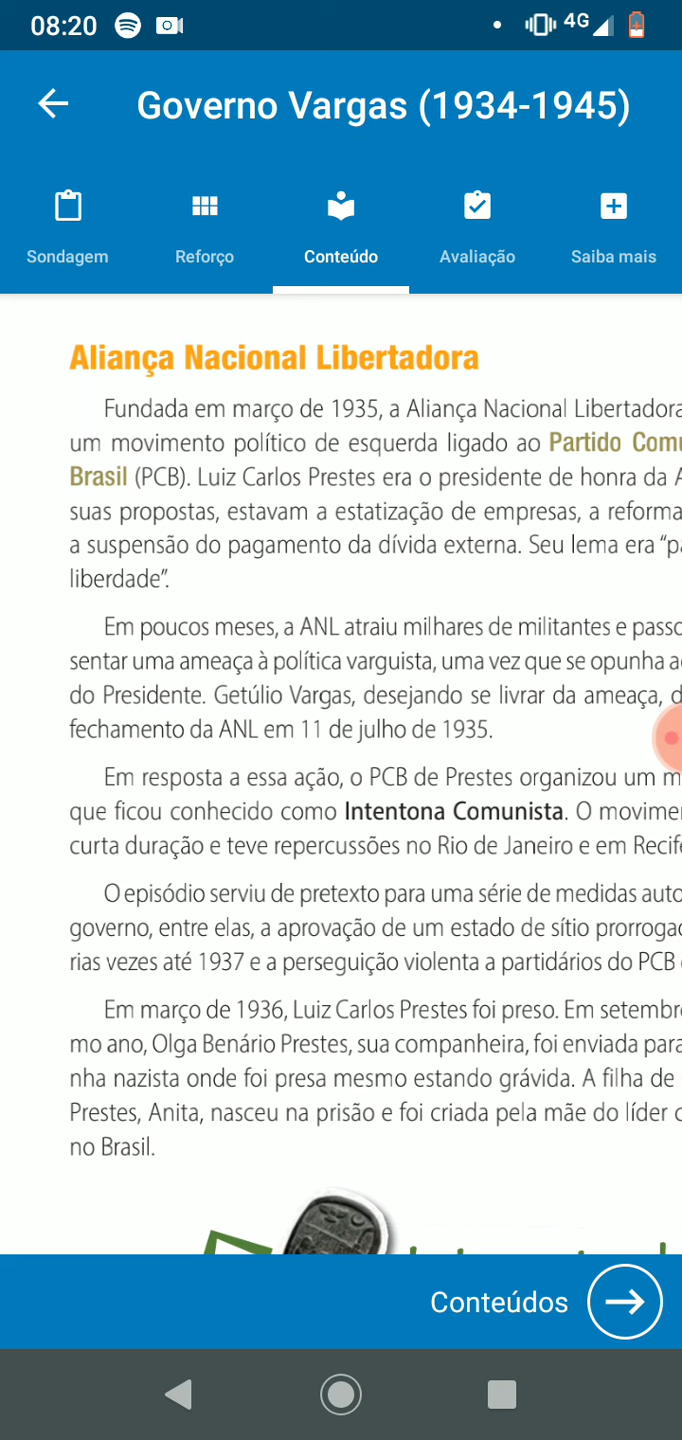 08:20
4G
Governo Vargas (1934-1945)
Sondagem
Reforço
Conteúdo
Avaliação
Saiba mais
Aliança Nacional Libertadora
Fundada em março de 1935, a Aliança Nacional Libertadora
um movimento político de esquerda ligado ao Partido Comu
Brasil (PCB). Luiz Carlos Prestes era o presidente de honra da A
suas propostas, estavam a estatização de empresas, a reforma
a suspensão do pagamento da dívida externa. Seu lema era “pã
liberdade”.
Em poucos meses, a ANL atraiu milhares de militantes e passo
sentar uma ameaça à política varguista, uma vez que se opunha a
do Presidente. Getúlio Vargas, desejando se livrar da ameaça, d
fechamento da ANL em 11 de julho de 1935.
Em resposta a essa ação, o PCB de Prestes organizou um m
que ficou conhecido como Intentona Comunista. O movime
curta duração e teve repercussões no Rio de Janeiro e em Recife
O episódio serviu de pretexto para uma série de medidas auto
governo, entre elas, a aprovação de um estado de sítio prorrogad
rias vezes até 1937 e a perseguição violenta a partidários do PCB
Em março de 1936, Luiz Carlos Prestes foi preso. Em setembr
mo ano, Olga Benário Prestes, sua companheira, foi enviada para
nha nazista onde foi presa mesmo estando grávida. A filha de
Prestes, Anita, nasceu na prisão e foi criada pela mãe do líder c
no Brasil.
Conteúdos